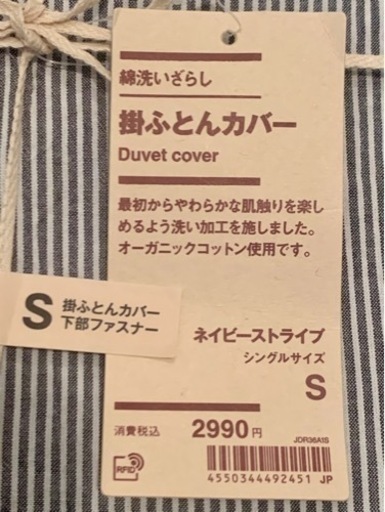 綿洗いざらし
掛ふとんカバー
Duvet cover
最初からやわらかな肌触りを楽し
めるよう洗い加工を施しました。
オーガニックコットン使用です。
S 掛ふとんカバー
下部ファスナー
ネイビーストライプ
シングルサイズ
S
消費税込 2990円
JDR36A1S
RFID
4550344492451 JP